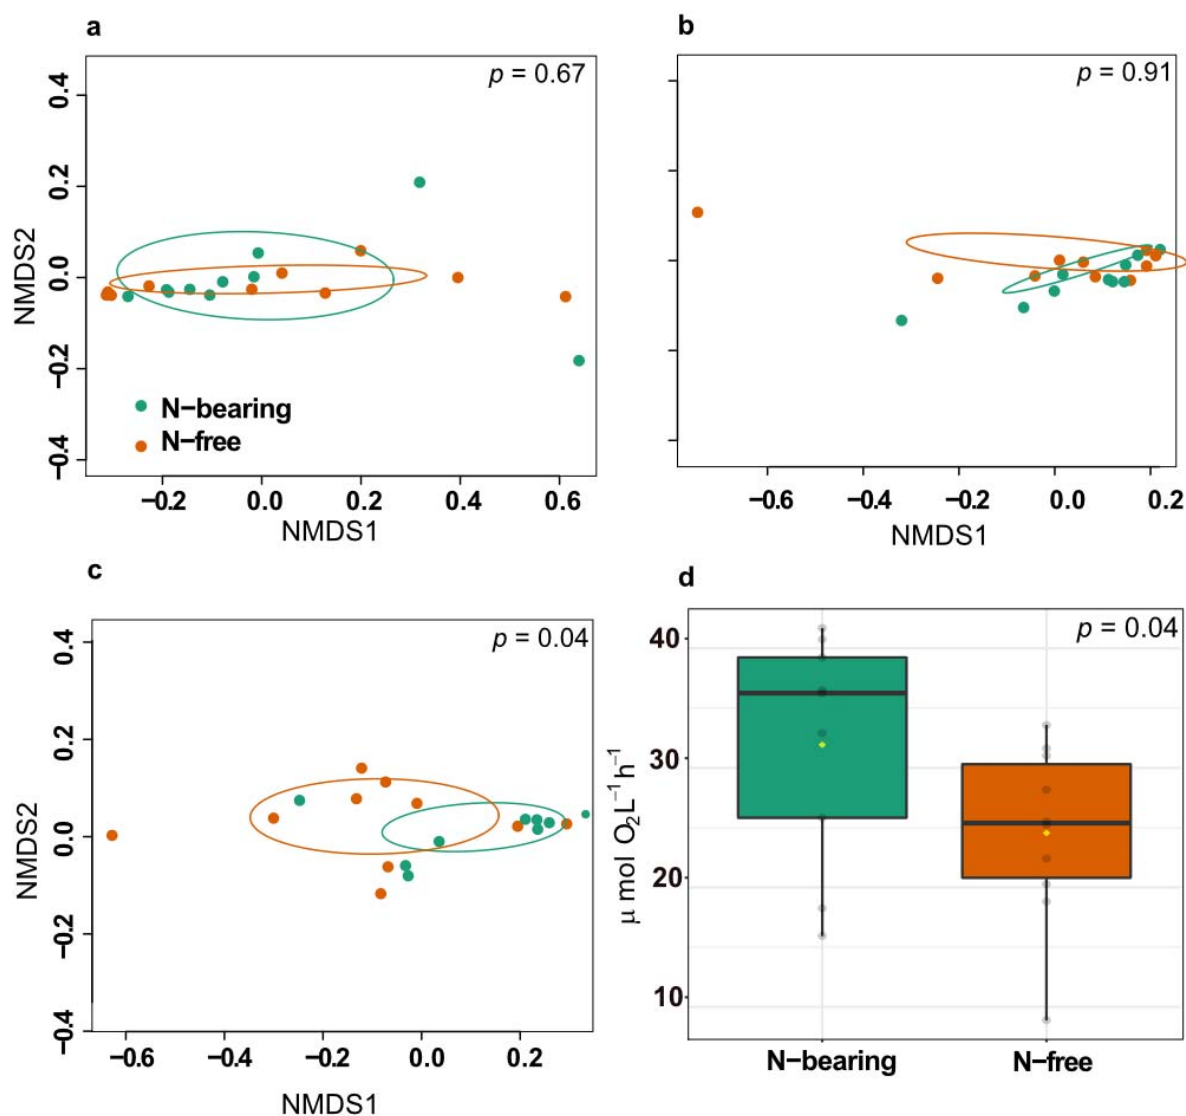 a
p = 0.67
0.4
0.2
0.0
−0.2
−0.4
NMDS2
N−bearing
N−free
−0.2 0.0 0.2 0.4 0.6
NMDS1
b
p = 0.91
−0.6 −0.4 −0.2 0.0 0.2
NMDS1
c
p = 0.04
0.4
0.2
0.0
−0.2
−0.4
NMDS2
−0.6 −0.4 −0.2 0.0 0.2
NMDS1
d
p = 0.04
40
30
20
10
μ mol O₂L⁻¹h⁻¹
N−bearing N−free